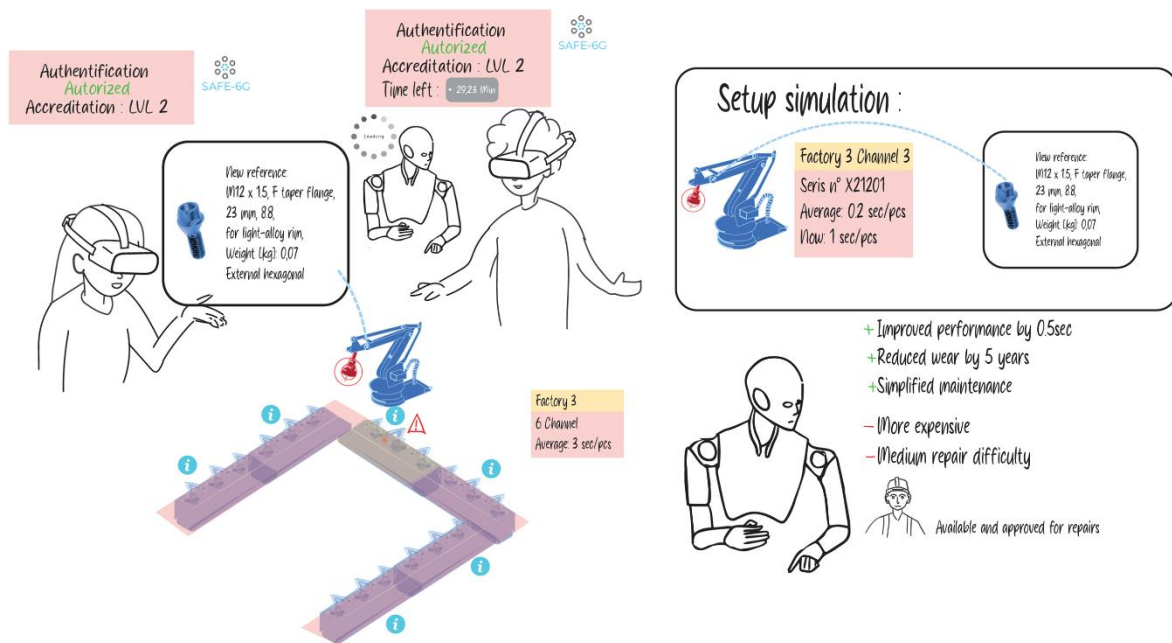 Authentification
Autorized
Accreditation : LVL 2
SAFE-6G
Authentification
Autorized
Accreditation : LVL 2
Time left : • 29,23 Min
SAFE-6G
Loading
New reference:
M12 x 1.5, F taper flange,
23 mm, 8.8,
for light-alloy rim,
Weight [kg]: 0,07
External hexagonal
Factory 3
6 Channel
Average: 3 sec/pcs
i
i
i
i
i
i
!
Setup simulation :
Factory 3 Channel 3
Seris n° X21201
Average: 0.2 sec/pcs
Now: 1 sec/pcs
New reference:
M12 x 1.5, F taper flange,
23 mm, 8.8,
for light-alloy rim,
Weight [kg]: 0,07
External hexagonal
+ Improved performance by 0.5sec
+ Reduced wear by 5 years
+ Simplified maintenance
- More expensive
- Medium repair difficulty
Available and approved for repairs